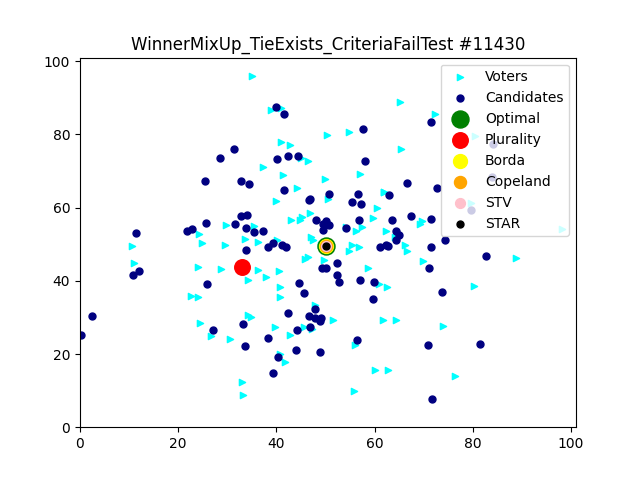 WinnerMixUp_TieExists_CriteriaFailTest #11430
100
80
60
40
20
0
0
20
40
60
80
100
Voters
Candidates
Optimal
Plurality
Borda
Copeland
STV
STAR